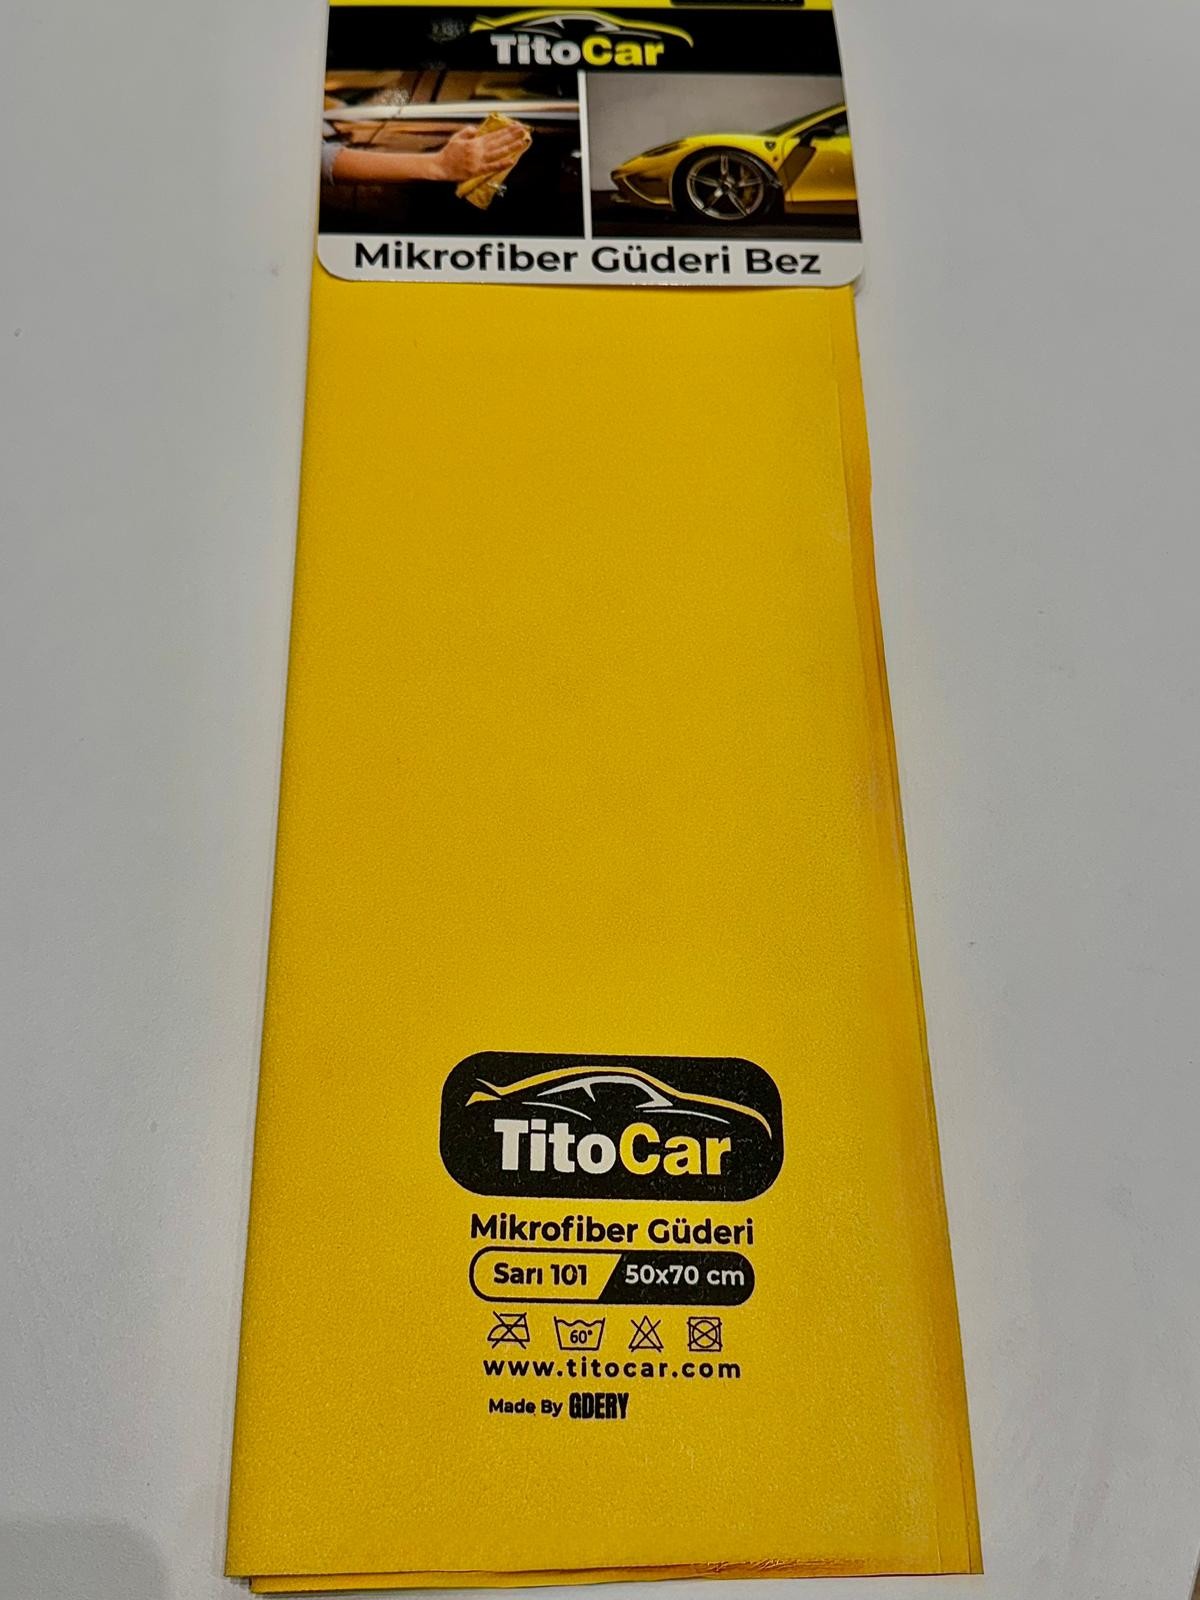 TitoCar
Mikrofiber Güderi Bez
TitoCar
Mikrofiber Güderi
Sarı 101 50x70 cm
60°
www.titocar.com
Made By GDERY